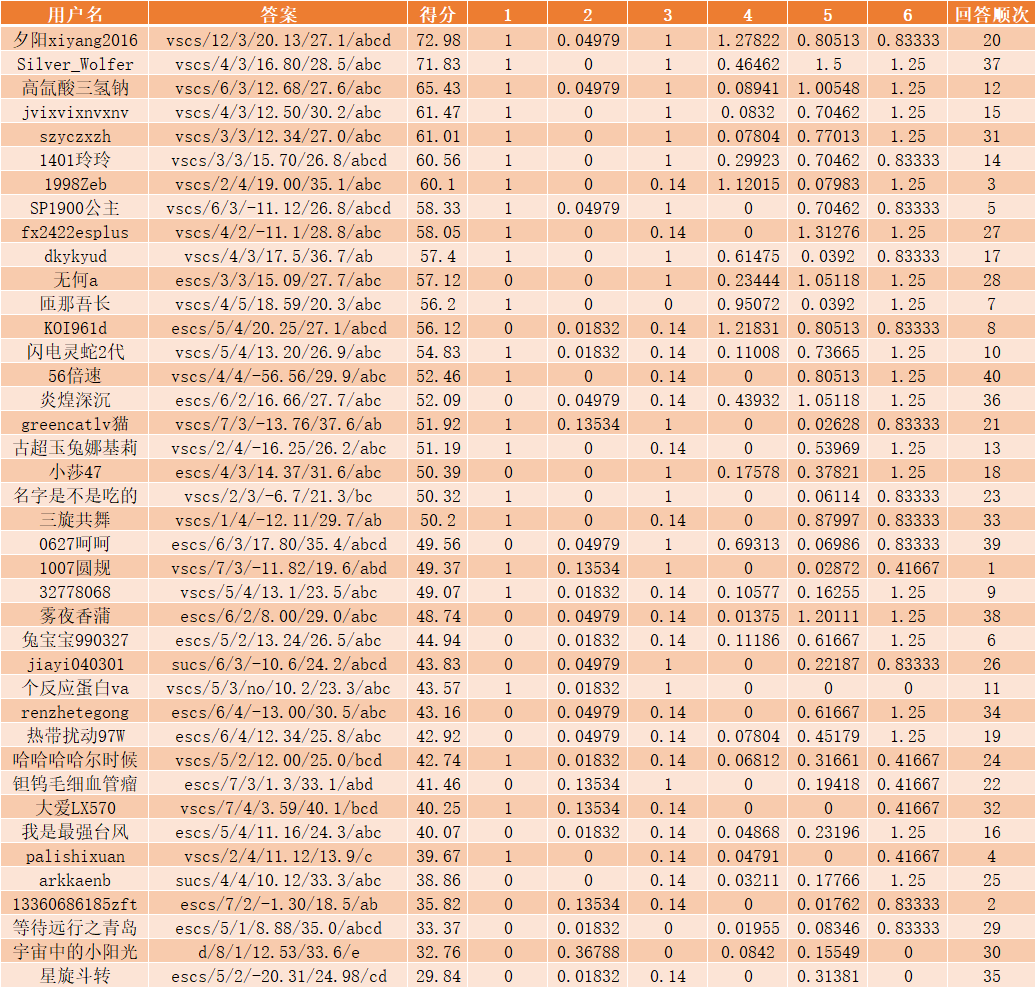 用户名 答案 得分 1 2 3 4 5 6 回答顺次
夕阳xiyang2016 vscs/12/3/20.13/27.1/abcd 72.98 1 0.04979 1 1.27822 0.80513 0.83333 20
Silver_Wolfer vscs/4/3/16.80/28.5/abc 71.83 1 0 1 0.46462 1.5 1.25 37
高氙酸三氢钠 vscs/6/3/12.68/27.6/abc 65.43 1 0.04979 1 0.08941 1.00548 1.25 12
jvixvixnvxnv vscs/4/3/12.50/30.2/abc 61.47 1 0 1 0.0832 0.70462 1.25 15
szyczxzh vscs/3/3/12.34/27.0/abc 61.01 1 0 1 0.07804 0.77013 1.25 31
1401玲玲 vscs/3/3/15.70/26.8/abcd 60.56 1 0 1 0.29923 0.70462 0.83333 14
1998Zeb vscs/2/4/19.00/35.1/abc 60.1 1 0 0.14 1.12015 0.07983 1.25 3
SP1900公主 vscs/6/3/-11.12/26.8/abcd 58.33 1 0.04979 1 0 0.70462 0.83333 5
fx2422esplus vscs/4/2/-11.1/28.8/abc 58.05 1 0 0.14 0 1.31276 1.25 27
dkykyud vscs/4/3/17.5/36.7/ab 57.4 1 0 1 0.61475 0.0392 0.83333 17
无何a escs/3/3/15.09/27.7/abc 57.12 0 0 1 0.23444 1.05118 1.25 28
匝那吾长 vscs/4/5/18.59/20.3/abc 56.2 1 0 0 0.95072 0.0392 1.25 7
KOI961d escs/5/4/20.25/27.1/abcd 56.12 0 0.01832 0.14 1.21831 0.80513 0.83333 8
闪电灵蛇2代 vscs/5/4/13.20/26.9/abc 54.83 1 0.01832 0.14 0.11008 0.73665 1.25 10
56倍速 vscs/4/4/-56.56/29.9/abc 52.46 1 0 0.14 0 0.80513 1.25 40
炎煌深沉 escs/6/2/16.66/27.7/abc 52.09 0 0.04979 0.14 0.43932 1.05118 1.25 36
greencatlv猫 vscs/7/3/-13.76/37.6/ab 51.92 1 0.13534 1 0 0.02628 0.83333 21
古超玉兔娜基莉 vscs/2/4/-16.25/26.2/abc 51.19 1 0 0.14 0 0.53969 1.25 13
小莎47 escs/4/3/14.37/31.6/abc 50.39 0 0 1 0.17578 0.37821 1.25 18
名字是不是吃的 vscs/2/3/-6.7/21.3/bc 50.32 1 0 1 0 0.06114 0.83333 23
三旋共舞 vscs/1/4/-12.11/29.7/ab 50.2 1 0 0.14 0 0.87997 0.83333 33
0627呵呵 escs/6/3/17.80/35.4/abcd 49.56 0 0.04979 1 0.69313 0.06986 0.83333 39
1007圆规 vscs/7/3/-11.82/19.6/abd 49.37 1 0.13534 1 0 0.02872 0.41667 1
32778068 vscs/5/4/13.1/23.5/abc 49.07 1 0.01832 0.14 0.10577 0.16255 1.25 9
雾夜香蒲 escs/6/2/8.00/29.0/abc 48.74 0 0.04979 0.14 0.01375 1.20111 1.25 38
兔宝宝990327 escs/5/2/13.24/26.5/abc 44.94 0 0.01832 0.14 0.11186 0.61667 1.25 6
jiayi040301 sucs/6/3/-10.6/24.2/abcd 43.83 0 0.04979 1 0 0.22187 0.83333 26
个反应蛋白va vscs/5/3/no/10.2/23.3/abc 43.57 1 0.01832 1 0 0 0 11
renzhetegong escs/6/4/-13.00/30.5/abc 43.16 0 0.04979 0.14 0 0.61667 1.25 34
热带扰动97W escs/6/4/12.34/25.8/abc 42.92 0 0.04979 0.14 0.07804 0.45179 1.25 19
哈哈哈哈尔时候 vscs/5/2/12.00/25.0/bcd 42.74 1 0.01832 0.14 0.06812 0.31661 0.41667 24
钽钨毛细血管瘤 escs/7/3/1.3/33.1/abd 41.46 0 0.13534 1 0 0.19418 0.41667 22
大爱LX570 vscs/7/4/3.59/40.1/bcd 40.25 1 0.13534 0.14 0 0 0.41667 32
我是最强台风 escs/5/4/11.16/24.3/abc 40.07 0 0.01832 0.14 0.04868 0.23196 1.25 16
palishixuan vscs/2/4/11.12/13.9/c 39.67 1 0 0.14 0.04791 0 0.41667 4
arkkaenb sucs/4/4/10.12/33.3/abc 38.86 0 0 0.14 0.03211 0.17766 1.25 25
13360686185zft escs/7/2/-1.30/18.5/ab 35.82 0 0.13534 0.14 0 0.01762 0.83333 2
等待远行之青岛 escs/5/1/8.88/35.0/abcd 33.37 0 0.01832 0 0.01955 0.08346 0.83333 29
宇宙中的小阳光 d/8/1/12.53/33.6/e 32.76 0 0.36788 0 0.0842 0.15549 0 30
星旋斗转 escs/5/2/-20.31/24.98/cd 29.84 0 0.01832 0.14 0 0.31381 0 35